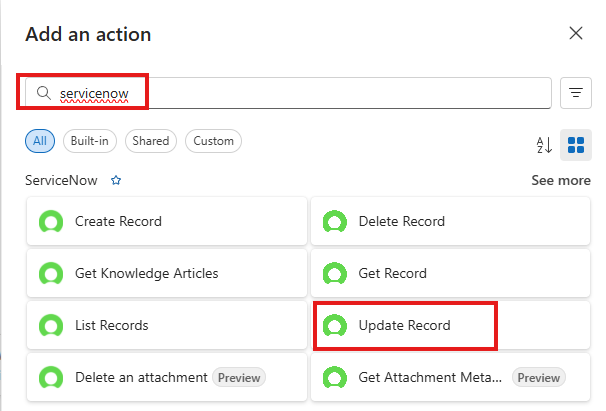 Add an action
servicenow
All Built-in Shared Custom
ServiceNow See more
Create Record Delete Record
Get Knowledge Articles Get Record
List Records Update Record
Delete an attachment Preview Get Attachment Meta... Preview